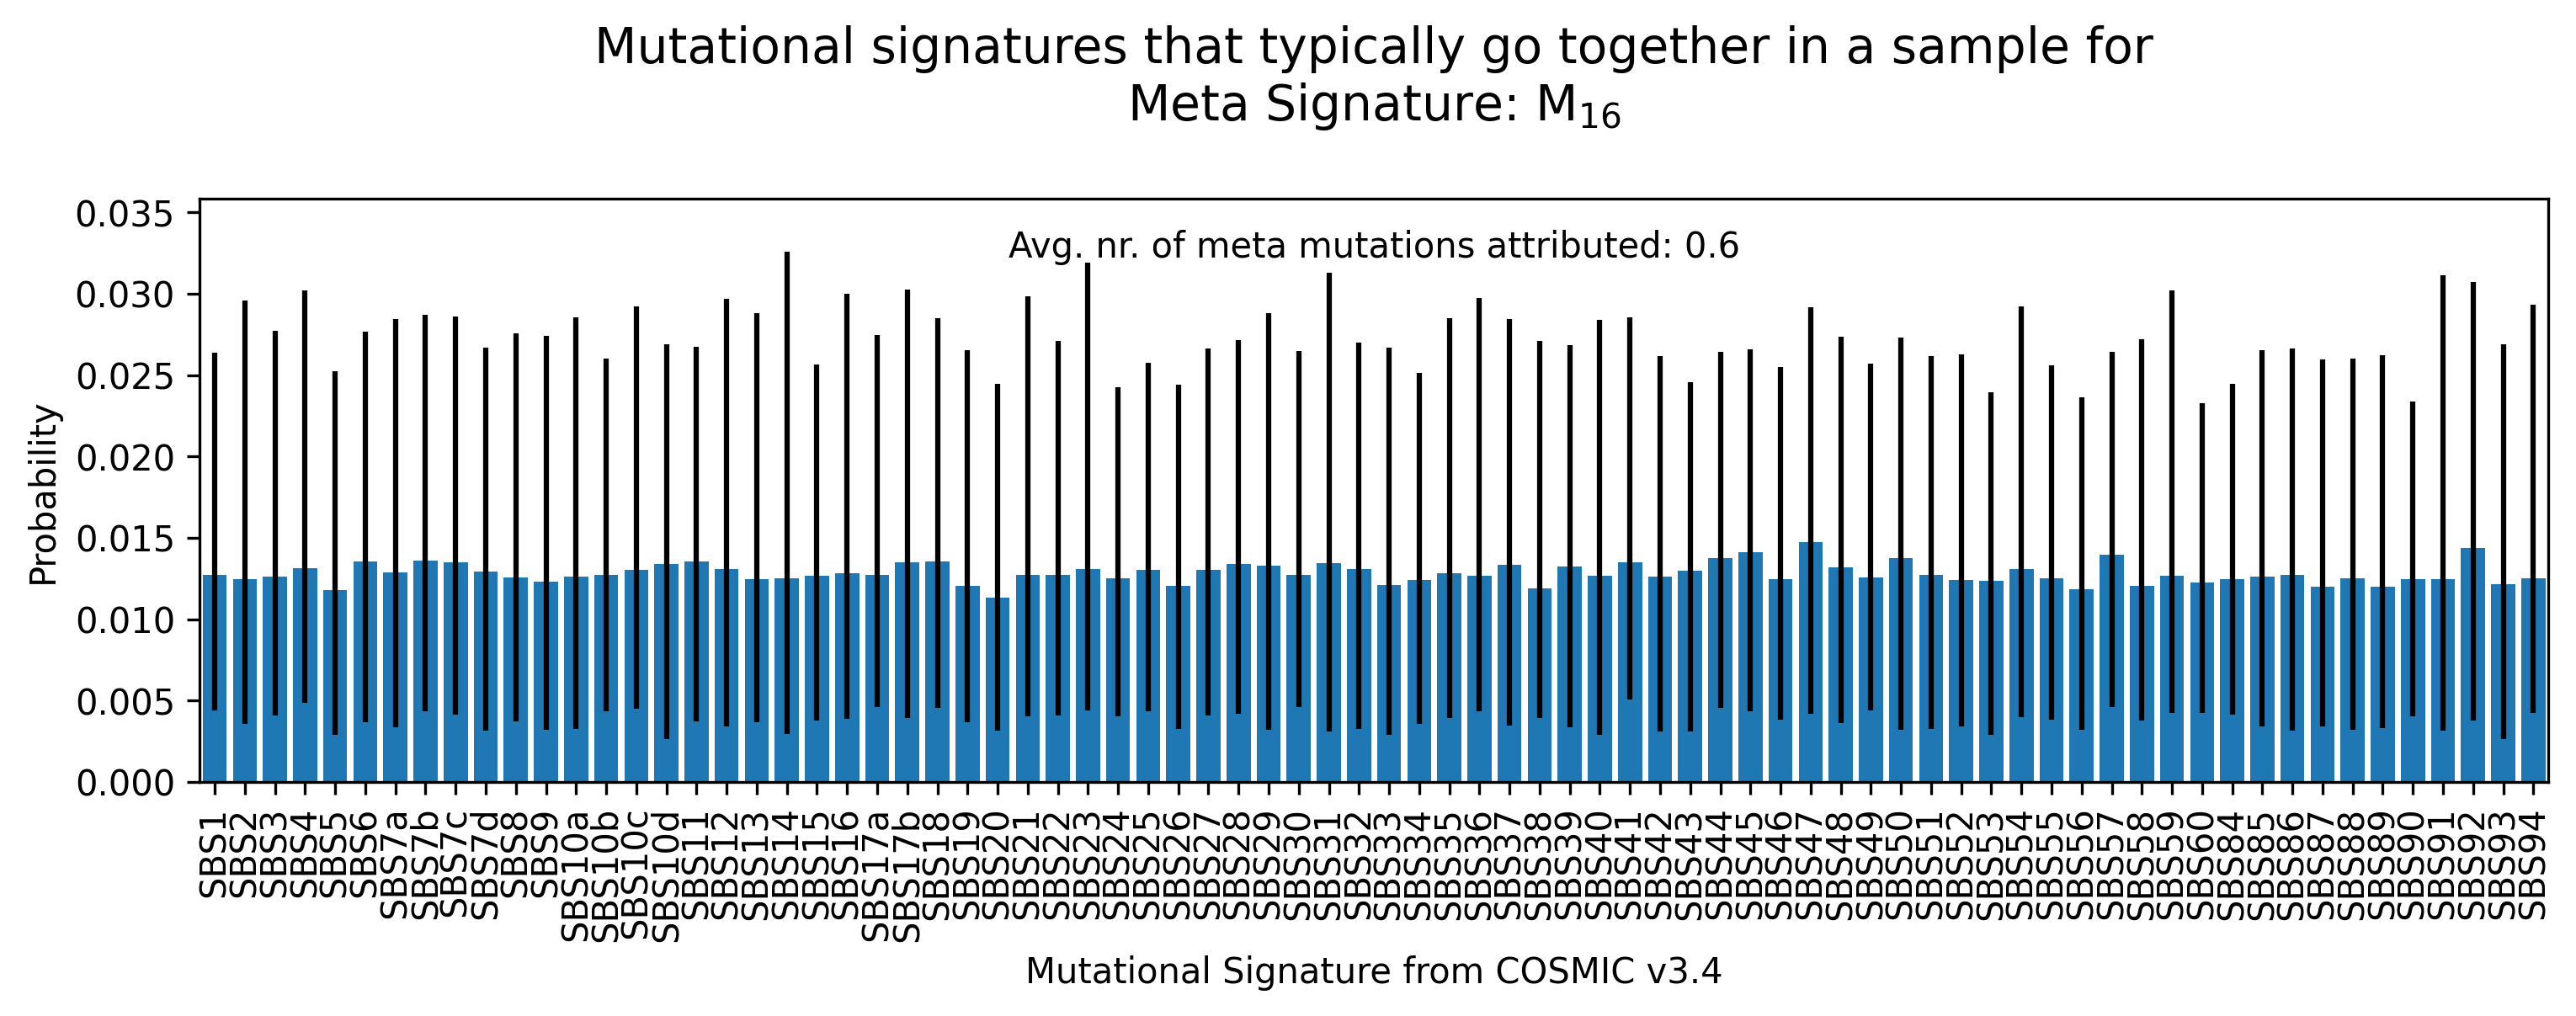 Mutational signatures that typically go together in a sample for
Meta Signature: M16
Avg. nr. of meta mutations attributed: 0.6
Probability
0.035
0.030
0.025
0.020
0.015
0.010
0.005
0.000
SBS1
SBS2
SBS3
SBS4
SBS5
SBS6
SBS7a
SBS7b
SBS7c
SBS7d
SBS8
SBS9
SBS10a
SBS10b
SBS10c
SBS10d
SBS11
SBS12
SBS13
SBS14
SBS15
SBS16
SBS17a
SBS17b
SBS18
SBS19
SBS20
SBS21
SBS22
SBS23
SBS24
SBS25
SBS26
SBS27
SBS28
SBS29
SBS30
SBS31
SBS32
SBS33
SBS34
SBS35
SBS36
SBS37
SBS38
SBS39
SBS40
SBS41
SBS42
SBS43
SBS44
SBS45
SBS46
SBS47
SBS48
SBS49
SBS50
SBS51
SBS52
SBS53
SBS54
SBS55
SBS56
SBS57
SBS58
SBS59
SBS60
SBS84
SBS85
SBS86
SBS87
SBS88
SBS89
SBS90
SBS91
SBS92
SBS93
SBS94
Mutational Signature from COSMIC v3.4